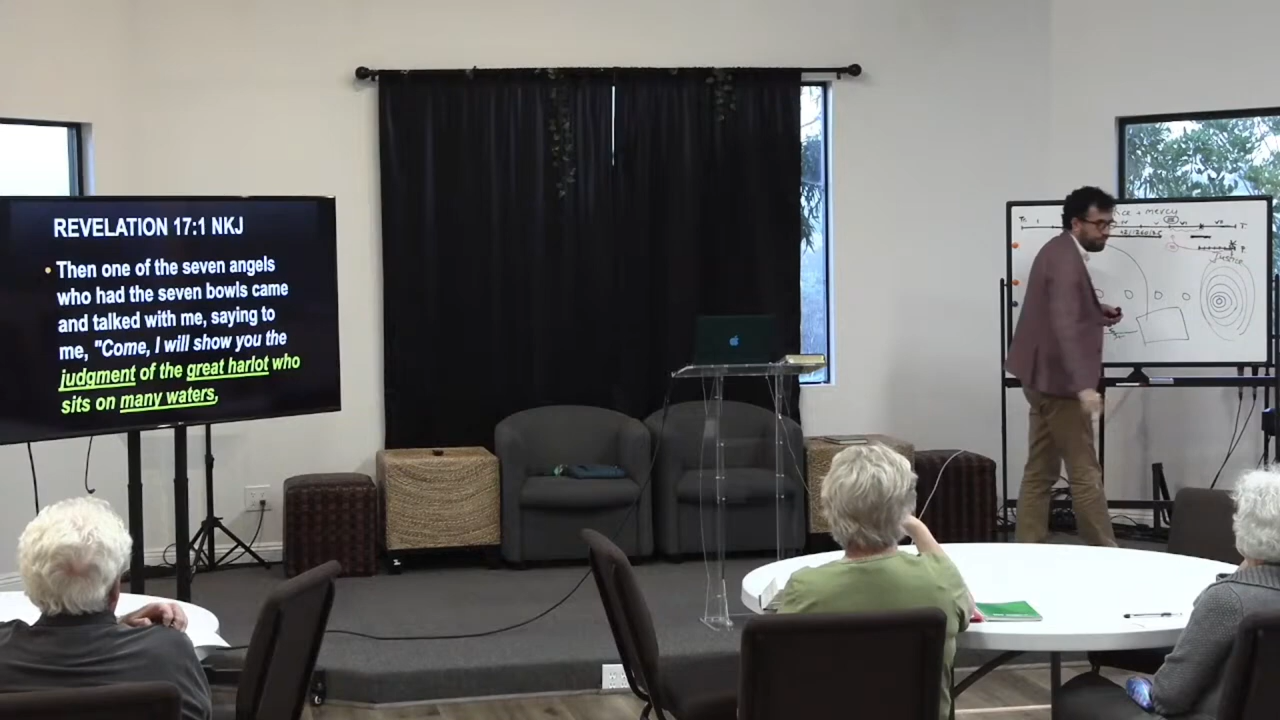 REVELATION 17:1 NKJ
• Then one of the seven angels
who had the seven bowls came
and talked with me, saying to
me, "Come, I will show you the
judgment of the great harlot who
sits on many waters,
+ mercy
Justice